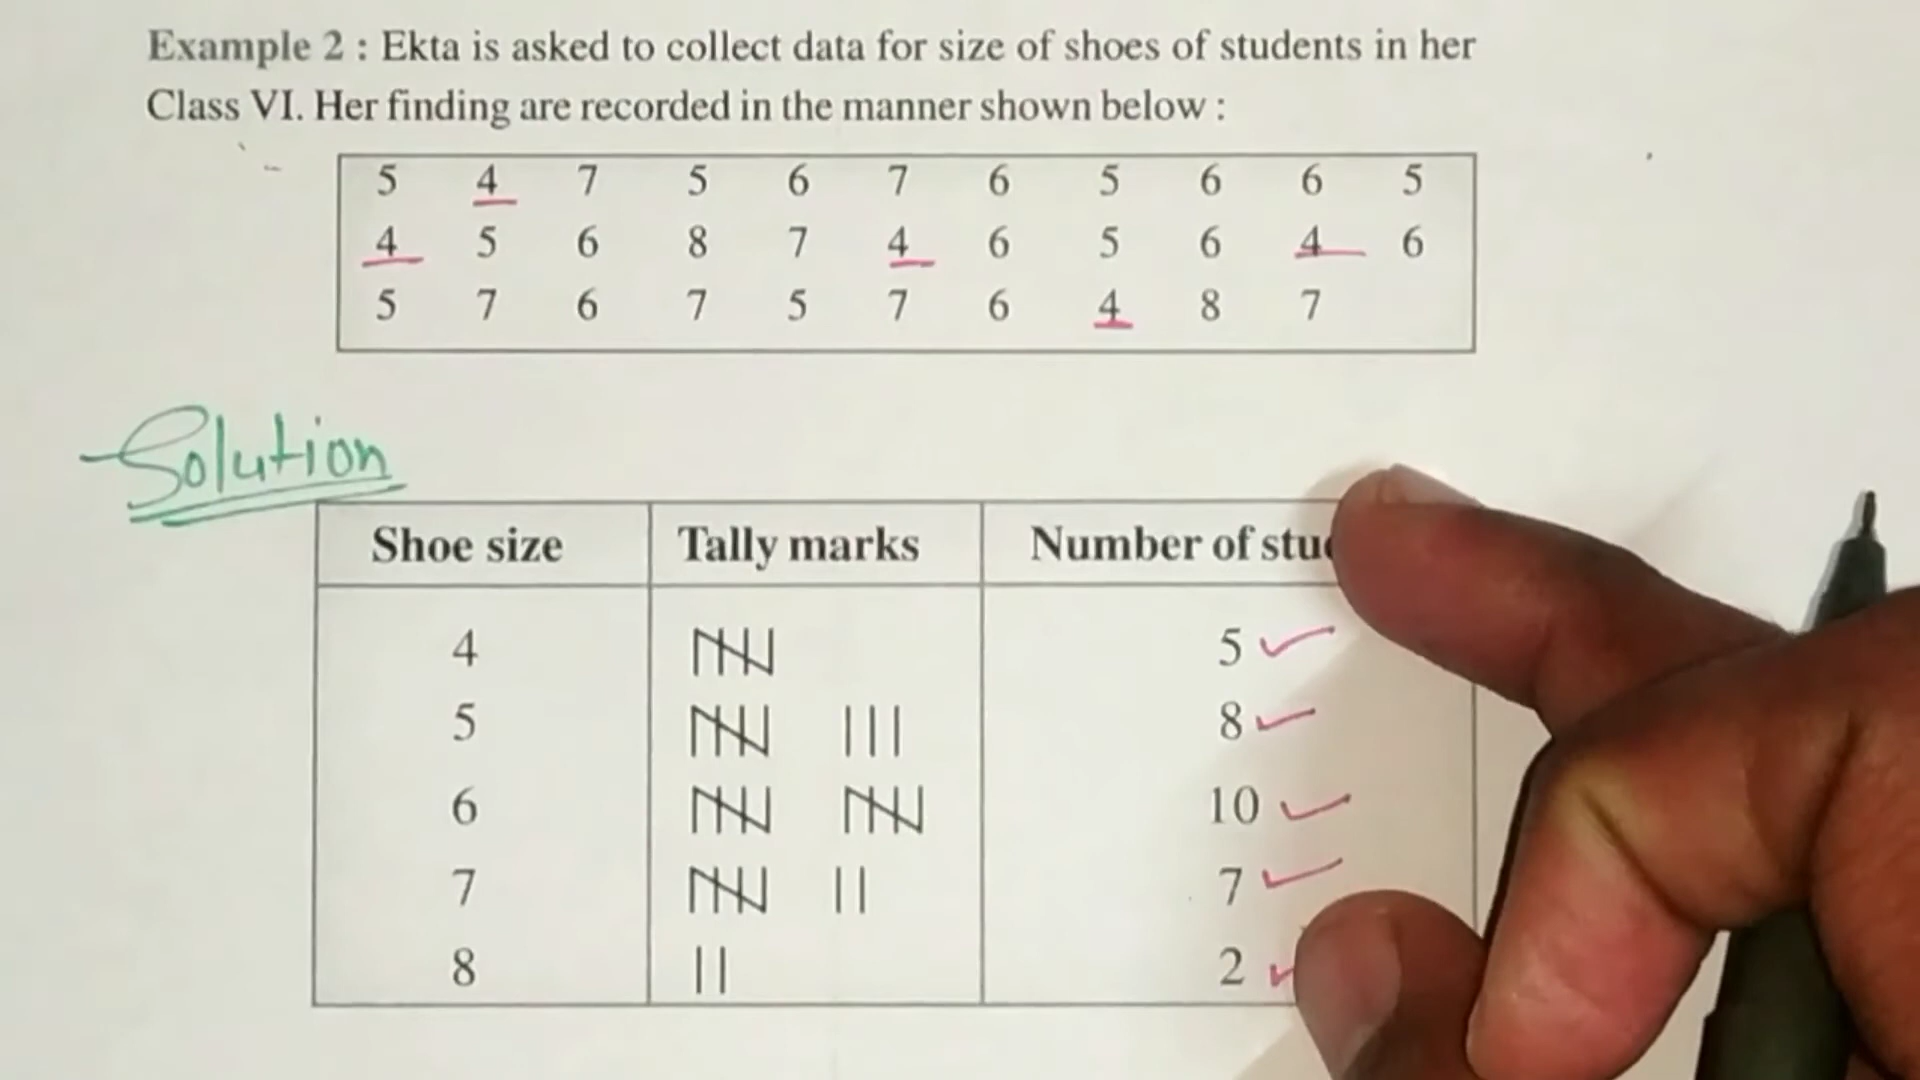 Example 2 : Ekta is asked to collect data for size of shoes of students in her
Class VI. Her finding are recorded in the manner shown below :
5 4 7 5 6 7 6 5 6 6 5
4 5 6 8 7 4 6 5 6 4 6
5 7 6 7 5 7 6 4 8 7
Solution
Shoe size Tally marks Number of
4 5
5 8
6 10
7 7
8 2